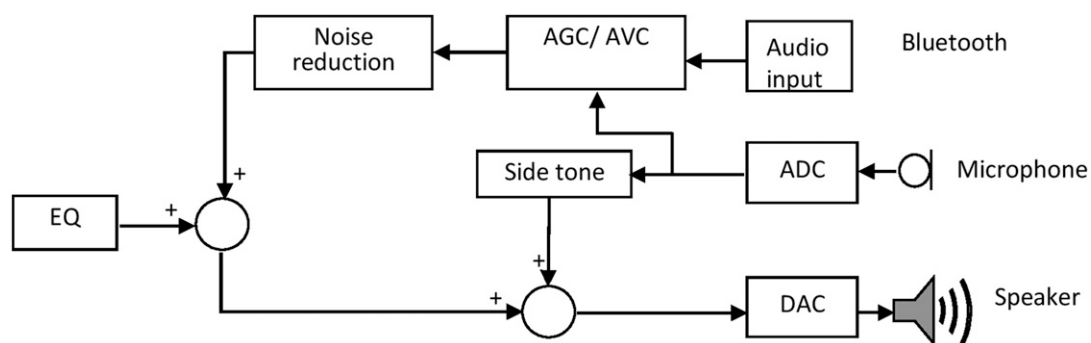 Noise
reduction
AGC/ AVC
Audio
input
Bluetooth
+
Side tone
ADC
Microphone
EQ
+
+
+
DAC
Speaker